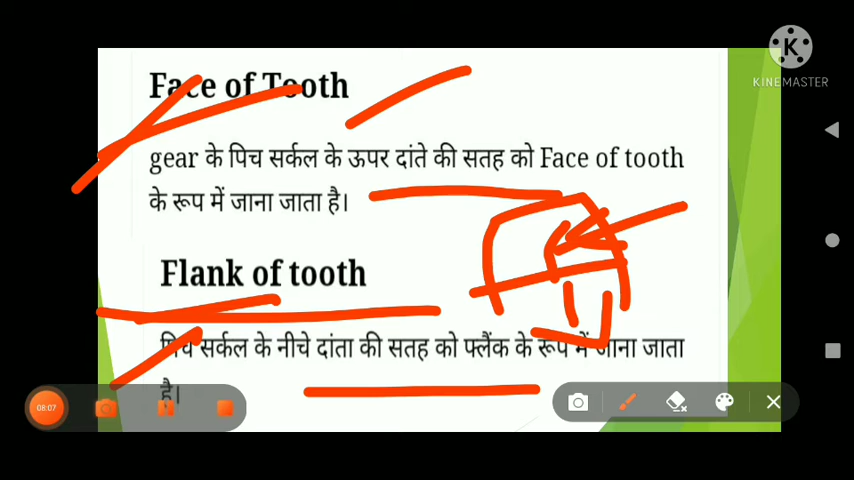 K
KINEMASTER
Face of Tooth
gear के पिच सर्कल के ऊपर दांते की सतह को Face of tooth
के रूप में जाना जाता है।
Flank of tooth
पिच सर्कल के नीचे दांता की सतह को फ्लैंक के रूप में जाना जाता
है।
08:07